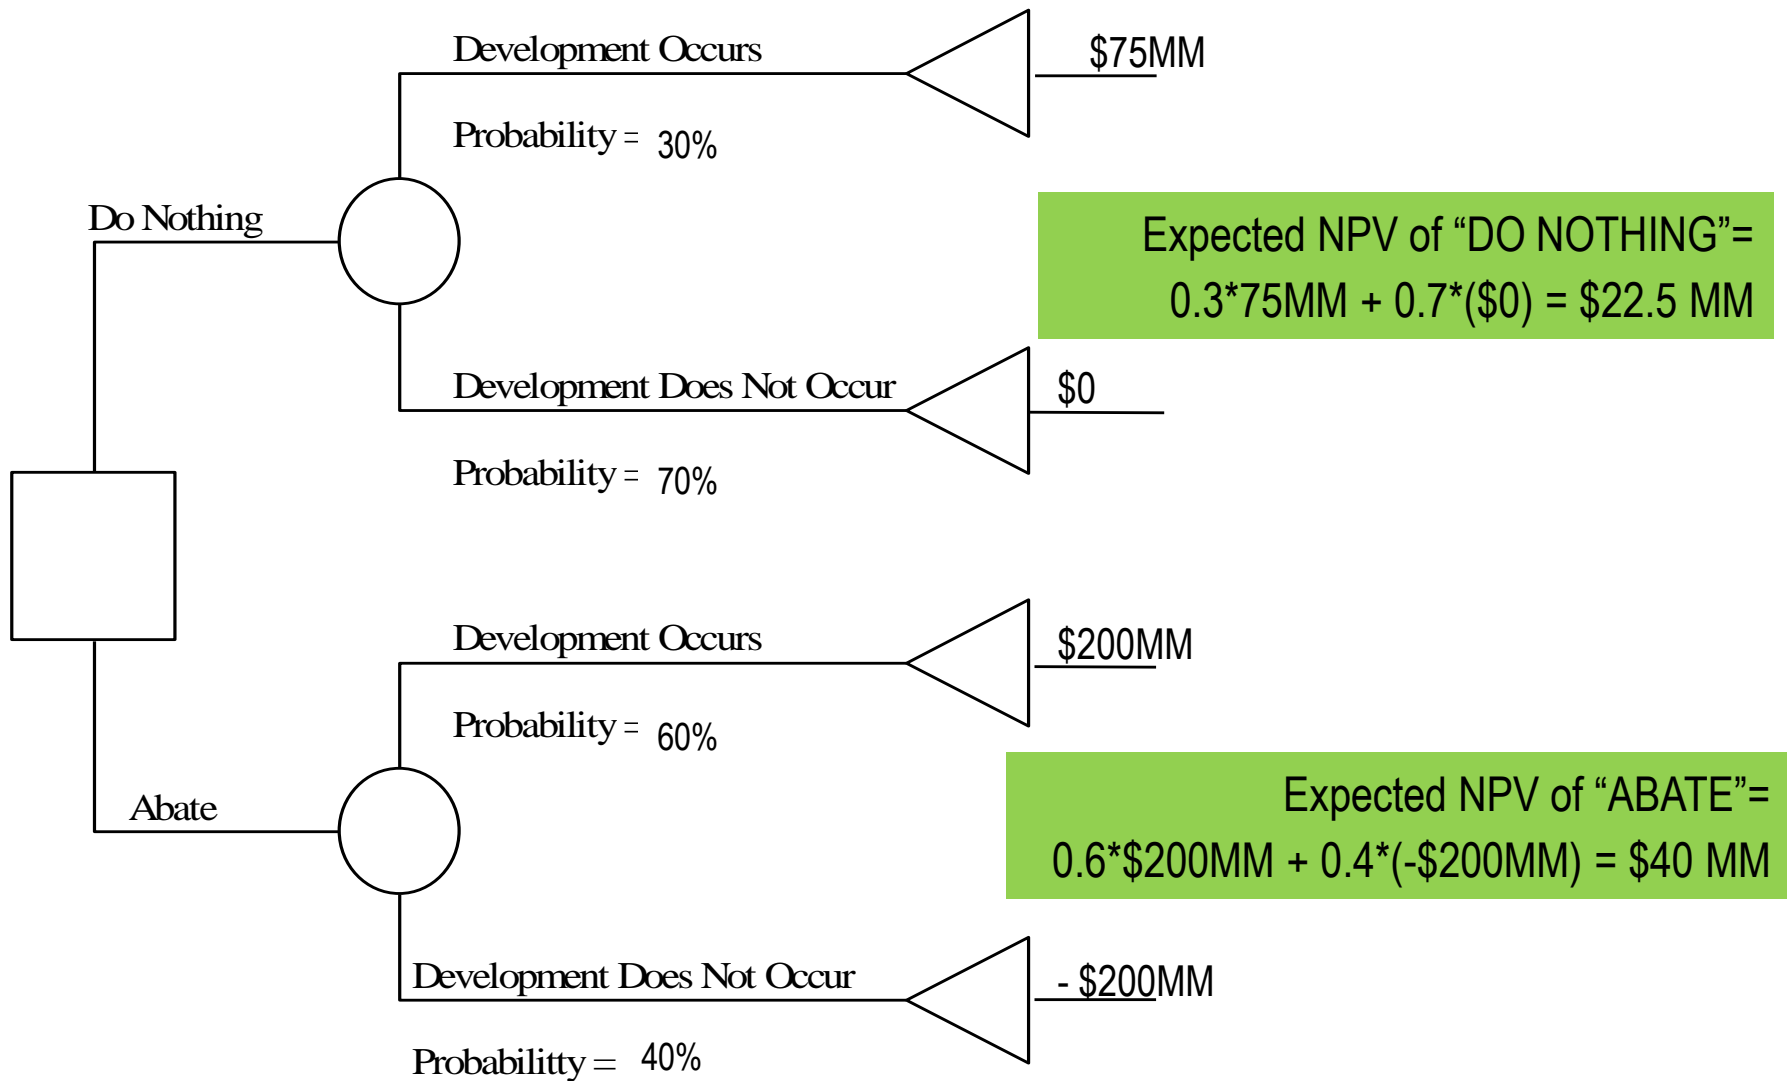 Development Occurs
$75MM
Probability = 30%
Do Nothing
Expected NPV of “DO NOTHING”=
0.3*75MM + 0.7*($0) = $22.5 MM
Development Does Not Occur
$0
Probability = 70%
Development Occurs
$200MM
Probability = 60%
Abate
Expected NPV of “ABATE”=
0.6*$200MM + 0.4*(-$200MM) = $40 MM
Development Does Not Occur
- $200MM
Probabilitty = 40%